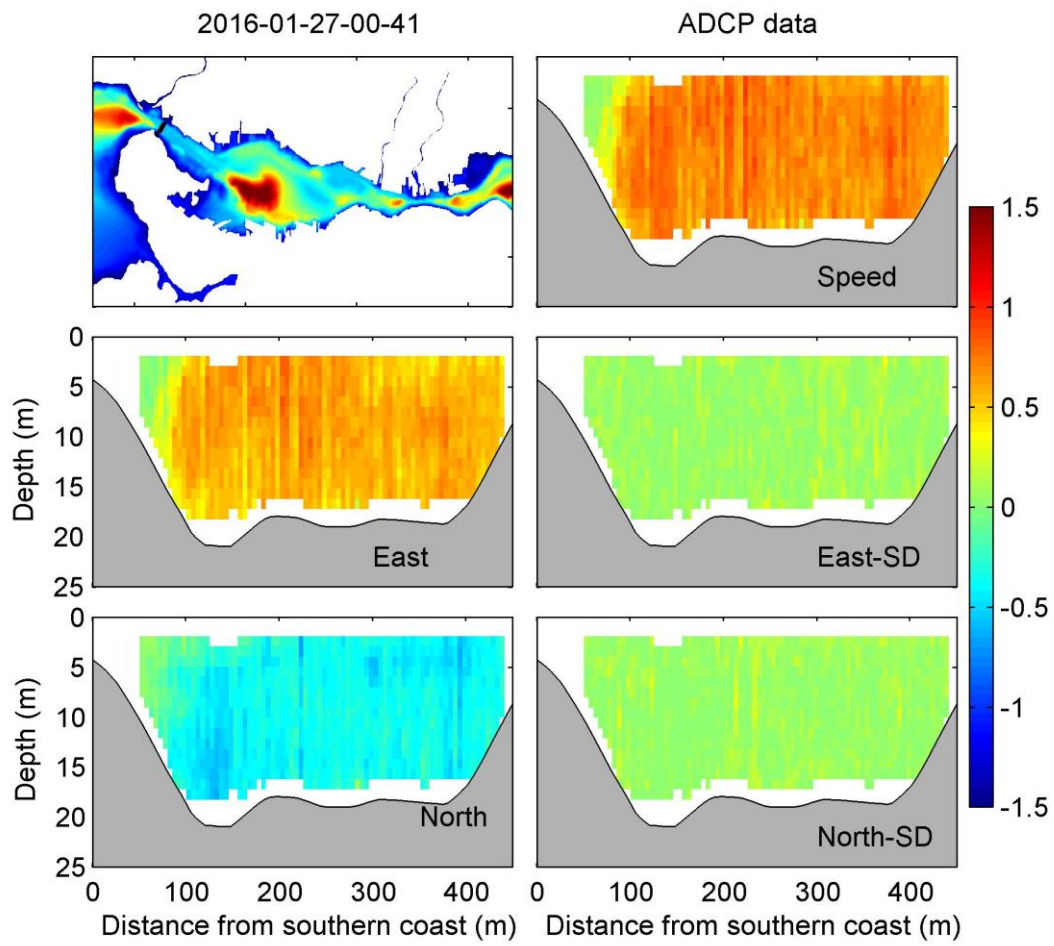 2016-01-27-00-41
ADCP data
Speed
1.5
1
0.5
0
-0.5
-1
-1.5
0
5
10
15
20
25
Depth (m)
East
East-SD
0
5
10
15
20
25
Depth (m)
North
North-SD
0 100 200 300 400
0 100 200 300 400
Distance from southern coast (m)
Distance from southern coast (m)